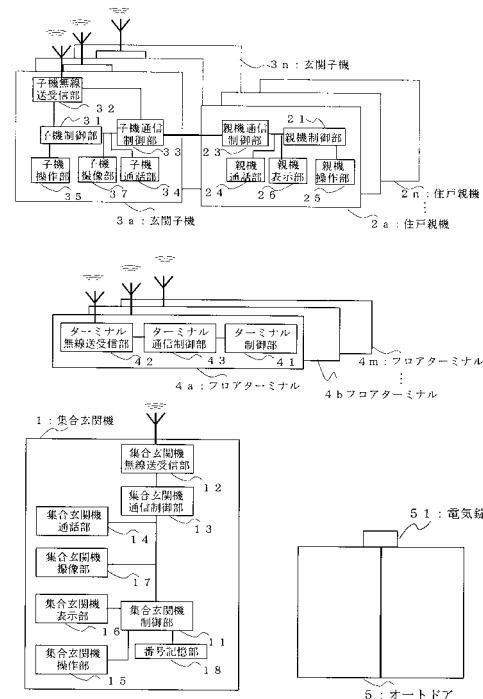 3n:玄関子機
子機無線
送受信部
32
31
子機制御部
子機通信
制御部
33
親機通信
制御部
23
21
親機制御部
子機
操作部
35
子機
撮像部
37
子機
通話部
34
親機
通話部
24
親機
表示部
26
親機
操作部
25
2n:住戸親機
⋮
2a:住戸親機
3a:玄関子機
ターミナル
無線送受信部
42
ターミナル
通信制御部
43
ターミナル
制御部
41
4m:フロアターミナル
⋮
4bフロアターミナル
4a:フロアターミナル
1:集合玄関機
集合玄関機
無線送受信部
12
集合玄関機
通信制御部
13
集合玄関機
通話部
14
集合玄関機
撮像部
17
集合玄関機
表示部
16
集合玄関機
制御部
11
番号記憶部
18
集合玄関機
操作部
15
51:電気錠
5:オートドア